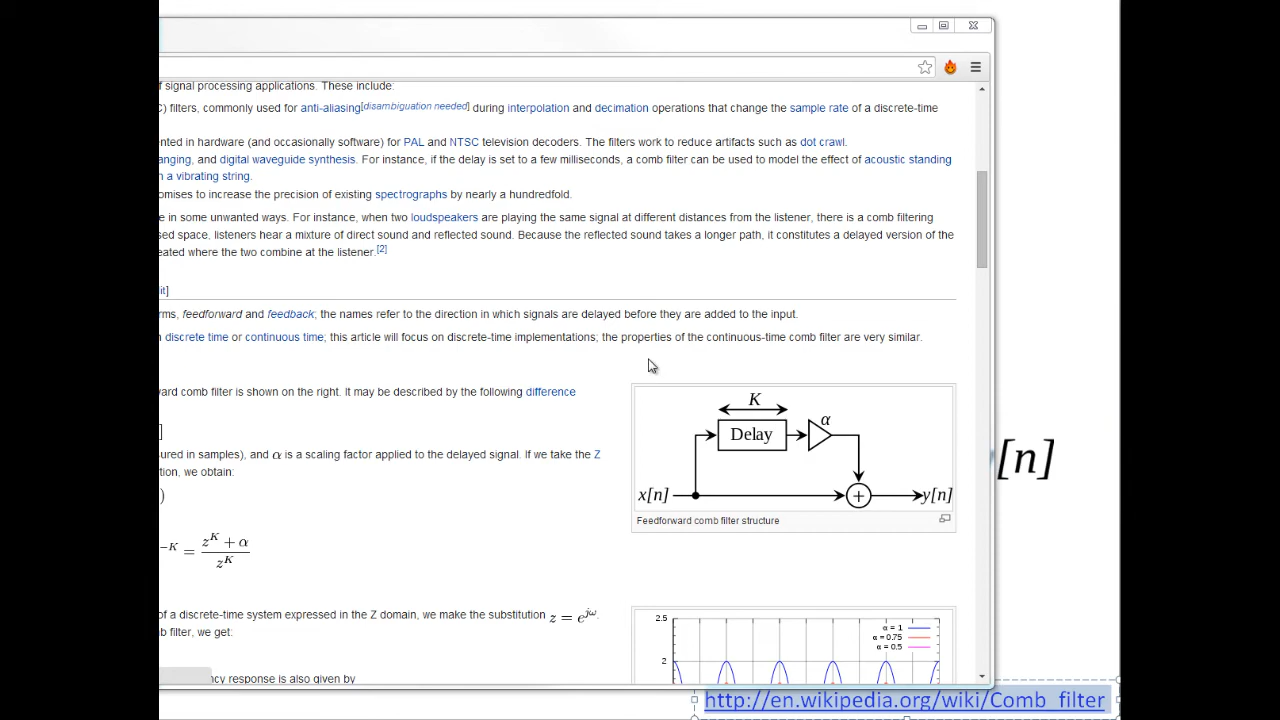 of signal processing applications. These include:
C) filters, commonly used for anti-aliasing[disambiguation needed] during interpolation and decimation operations that change the sample rate of a discrete-time
ented in hardware (and occasionally software) for PAL and NTSC television decoders. The filters work to reduce artifacts such as dot crawl.
anging, and digital waveguide synthesis. For instance, if the delay is set to a few milliseconds, a comb filter can be used to model the effect of acoustic standing
n a vibrating string.
omises to increase the precision of existing spectrographs by nearly a hundredfold.
e in some unwanted ways. For instance, when two loudspeakers are playing the same signal at different distances from the listener, there is a comb filtering
sed space, listeners hear a mixture of direct sound and reflected sound. Because the reflected sound takes a longer path, it constitutes a delayed version of the
eated where the two combine at the listener.[2]
it]
rms, feedforward and feedback; the names refer to the direction in which signals are delayed before they are added to the input.
n discrete time or continuous time; this article will focus on discrete-time implementations; the properties of the continuous-time comb filter are very similar.
ward comb filter is shown on the right. It may be described by the following difference
]
ured in samples), and α is a scaling factor applied to the delayed signal. If we take the Z
tion, we obtain:
)
−K = (z^K + α) / z^K
of a discrete-time system expressed in the Z domain, we make the substitution z = e^{jω}.
b filter, we get:
ncy response is also given by
K
α
Delay
x[n]
+
y[n]
Feedforward comb filter structure
2.5
α = 1
α = 0.75
α = 0.5
2
[n]
http://en.wikipedia.org/wiki/Comb_filter